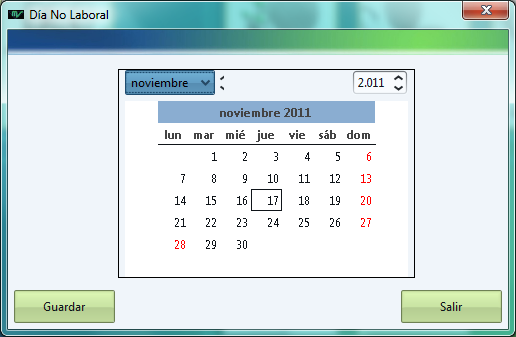 Día No Laboral
noviembre 2.011
noviembre 2011
lun mar mié jue vie sáb dom
1 2 3 4 5 6
7 8 9 10 11 12 13
14 15 16 17 18 19 20
21 22 23 24 25 26 27
28 29 30
Guardar Salir